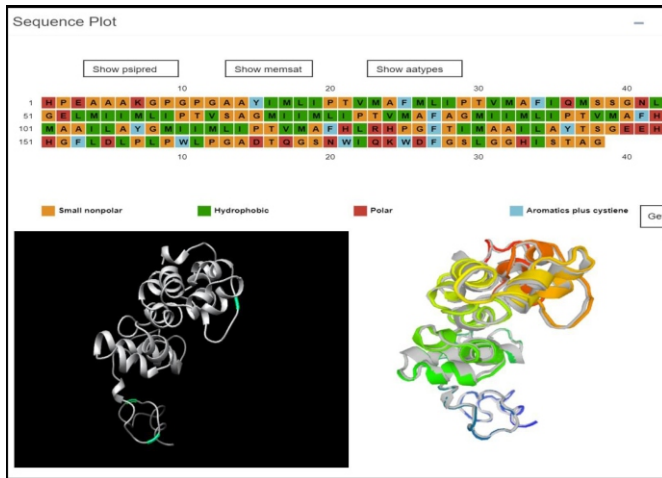 Sequence Plot
Show psipred Show memsat Show aatypes
10 20 30 40
1 H P E A A A K G P G P G A A Y I M L I P T V M A F M L I P T V M A F I Q M S S G N L
51 G E L M I I M L I P T V S A G M I I M L I P T V M A F A G M I I M L I P T V M A F H
101 M A A I L A Y G M I I M L I P T V M A F H L R H P G F T I M A A I L A Y T S G E E H
151 H G F L D L P L P W L P G A D T Q G S N W I Q K W D F G S L G G H I S T A G
10 20 30 40
Small nonpolar Hydrophobic Polar Aromatics plus cystiene
Ge